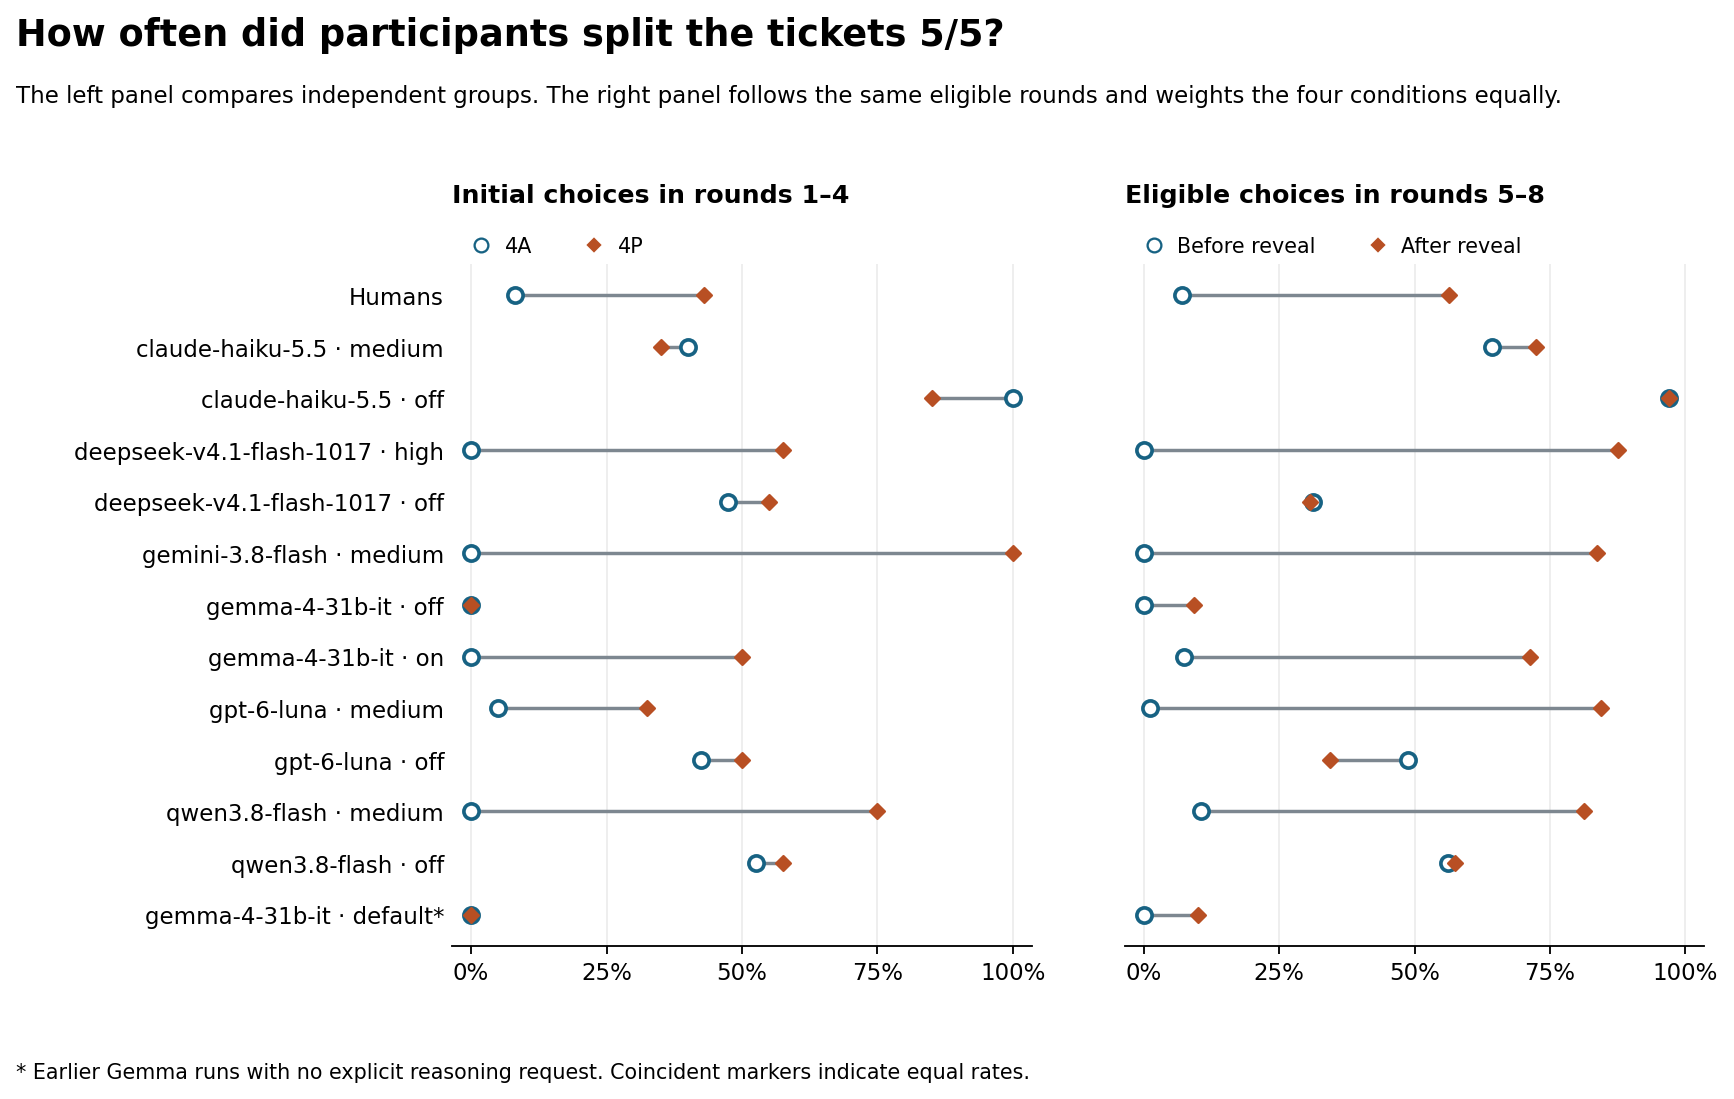 How often did participants split the tickets 5/5?
The left panel compares independent groups. The right panel follows the same eligible rounds and weights the four conditions equally.
Initial choices in rounds 1–4
4A 4P
Eligible choices in rounds 5–8
Before reveal After reveal
Humans
claude-haiku-5.5 · medium
claude-haiku-5.5 · off
deepseek-v4.1-flash-1017 · high
deepseek-v4.1-flash-1017 · off
gemini-3.8-flash · medium
gemma-4-31b-it · off
gemma-4-31b-it · on
gpt-6-luna · medium
gpt-6-luna · off
qwen3.8-flash · medium
qwen3.8-flash · off
gemma-4-31b-it · default*
0% 25% 50% 75% 100%
0% 25% 50% 75% 100%
* Earlier Gemma runs with no explicit reasoning request. Coincident markers indicate equal rates.